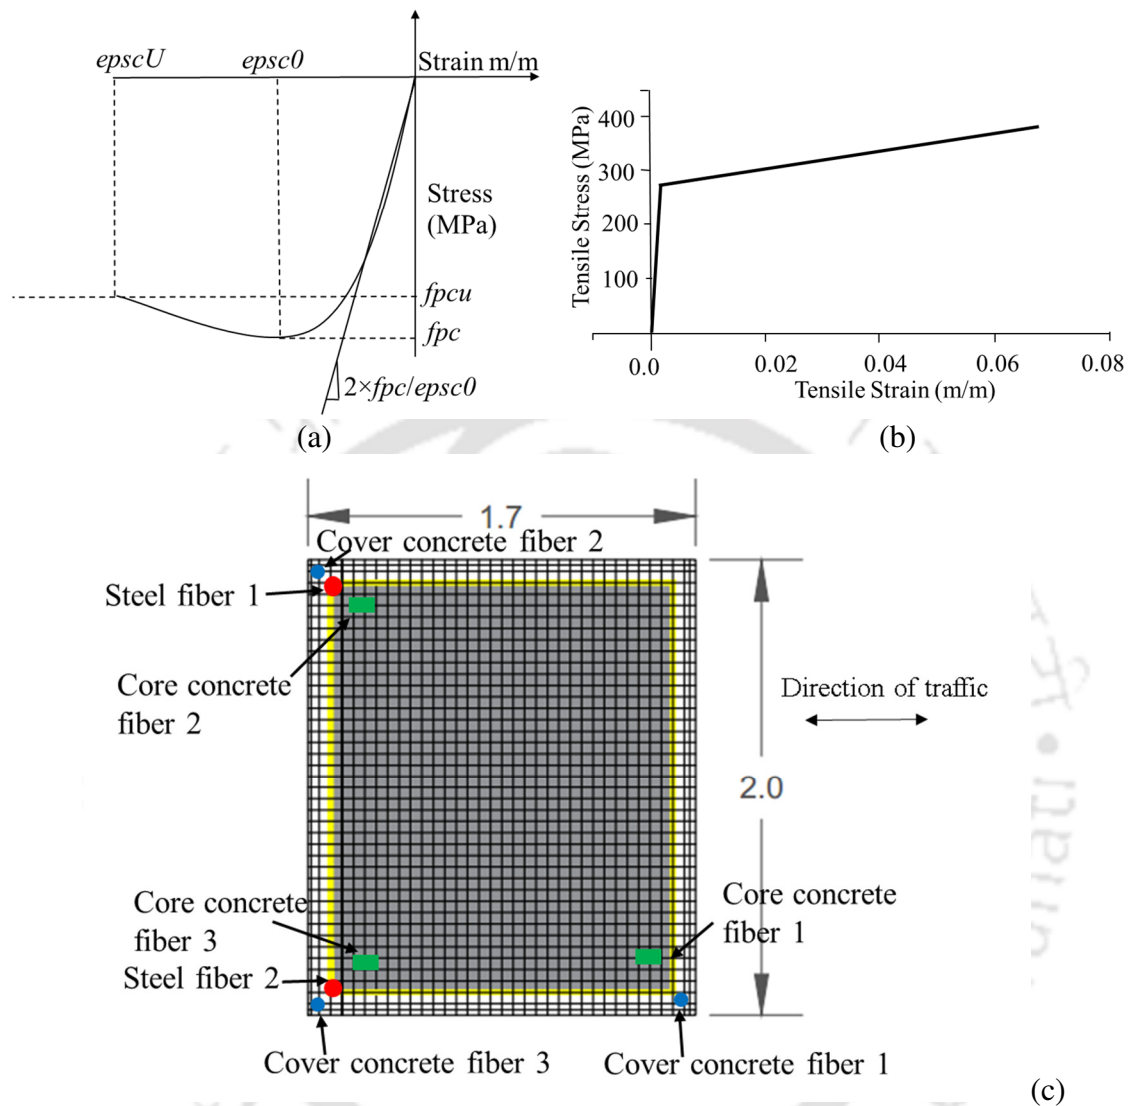 epscU
epsc0
Strain m/m
Stress
(MPa)
fpcu
fpc
2×fpc/epsc0
(a)
Tensile Stress (MPa)
400
300
200
100
0.0
0.02
0.04
0.06
0.08
Tensile Strain (m/m)
(b)
1.7
Cover concrete fiber 2
Steel fiber 1
Core concrete
fiber 2
Direction of traffic
2.0
Core concrete
fiber 3
Core concrete
fiber 1
Steel fiber 2
Cover concrete fiber 3
Cover concrete fiber 1
(c)